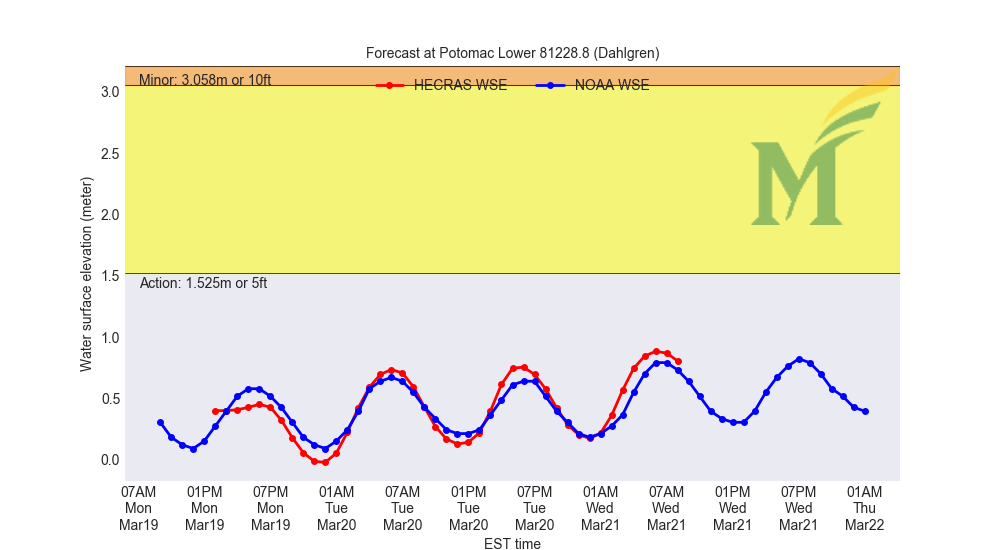 Forecast at Potomac Lower 81228.8 (Dahlgren)
Minor: 3.058m or 10ft
HECRAS WSE
NOAA WSE
3.0
2.5
2.0
1.5
1.0
0.5
0.0
Water surface elevation (meter)
Action: 1.525m or 5ft
M
07AM 01PM 07PM 01AM 07AM 01PM 07PM 01AM 07AM 01PM 07PM 01AM
Mon Mon Mon Tue Tue Tue Tue Wed Wed Wed Wed Thu
Mar19 Mar19 Mar19 Mar20 Mar20 Mar20 Mar20 Mar21 Mar21 Mar21 Mar21 Mar22
EST time